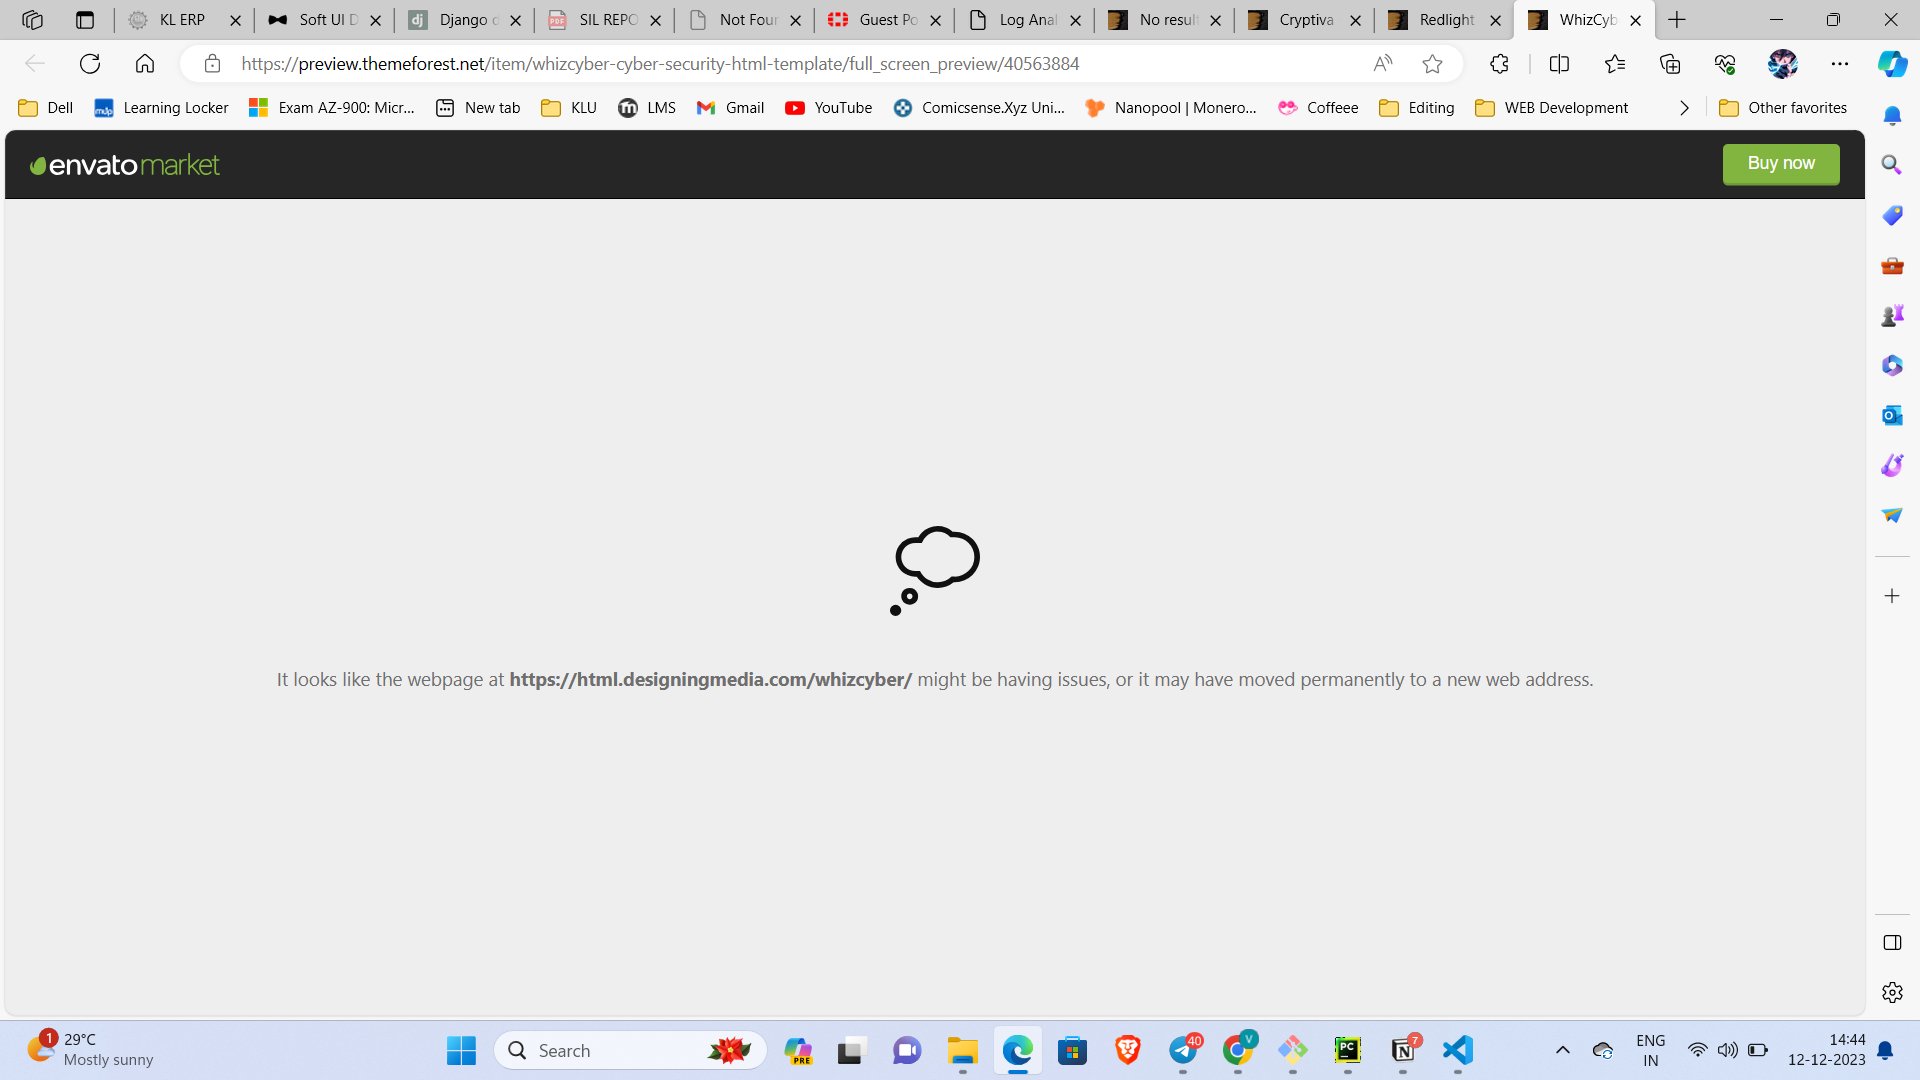 KL ERP
Soft UI D
Django c
SIL REPO
Not Four
Guest Po
Log Anal
No result
Cryptiva
Redlight
WhizCyb
https://preview.themeforest.net/item/whizcyber-cyber-security-html-template/full_screen_preview/40563884
Dell
Learning Locker
Exam AZ-900: Micr...
New tab
KLU
LMS
Gmail
YouTube
Comicsense.Xyz Uni...
Nanopool | Monero...
Coffeee
Editing
WEB Development
Other favorites
envato market
Buy now
It looks like the webpage at https://html.designingmedia.com/whizcyber/ might be having issues, or it may have moved permanently to a new web address.
1
29°C
Mostly sunny
Search
PRE
40
V
PC
7
ENG
IN
14:44
12-12-2023